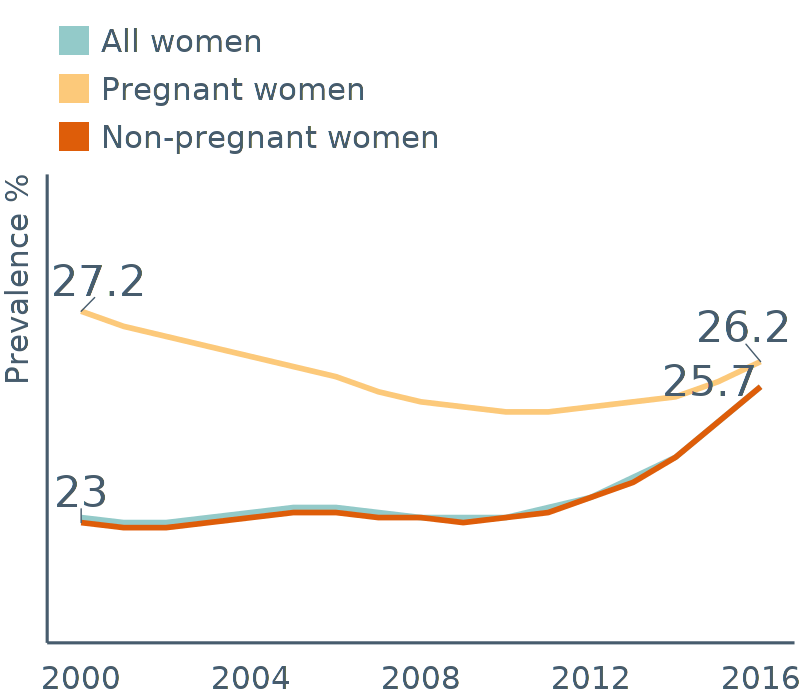 All women
Pregnant women
Non-pregnant women
Prevalence %
27.2
26.2
25.7
23
2000 2004 2008 2012 2016